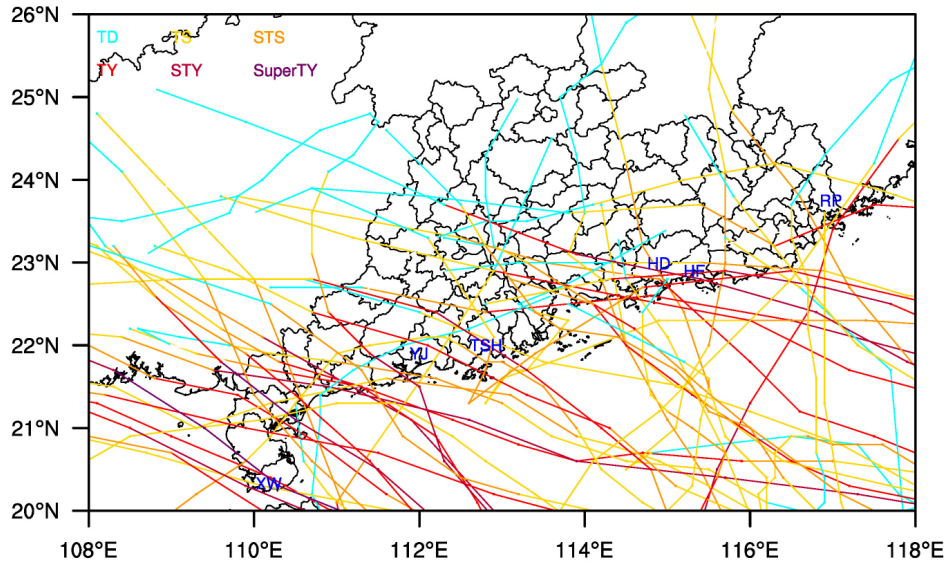 26°N
TD TS STS
TY STY SuperTY
25°N
24°N
RP
23°N
HD HF
22°N
YJ TSH
21°N
XW
20°N
108°E 110°E 112°E 114°E 116°E 118°E